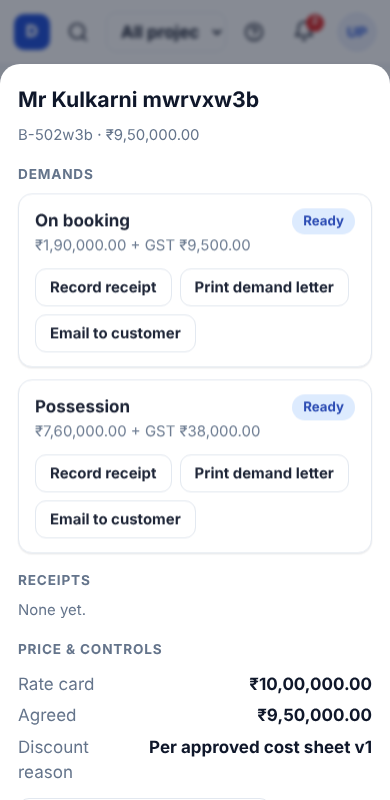 D
All projec
UP
Mr Kulkarni mwrvxw3b
B-502w3b · ₹9,50,000.00
DEMANDS
On booking
Ready
₹1,90,000.00 + GST ₹9,500.00
Record receipt
Print demand letter
Email to customer
Possession
Ready
₹7,60,000.00 + GST ₹38,000.00
Record receipt
Print demand letter
Email to customer
RECEIPTS
None yet.
PRICE & CONTROLS
Rate card
₹10,00,000.00
Agreed
₹9,50,000.00
Discount
Per approved cost sheet v1
reason